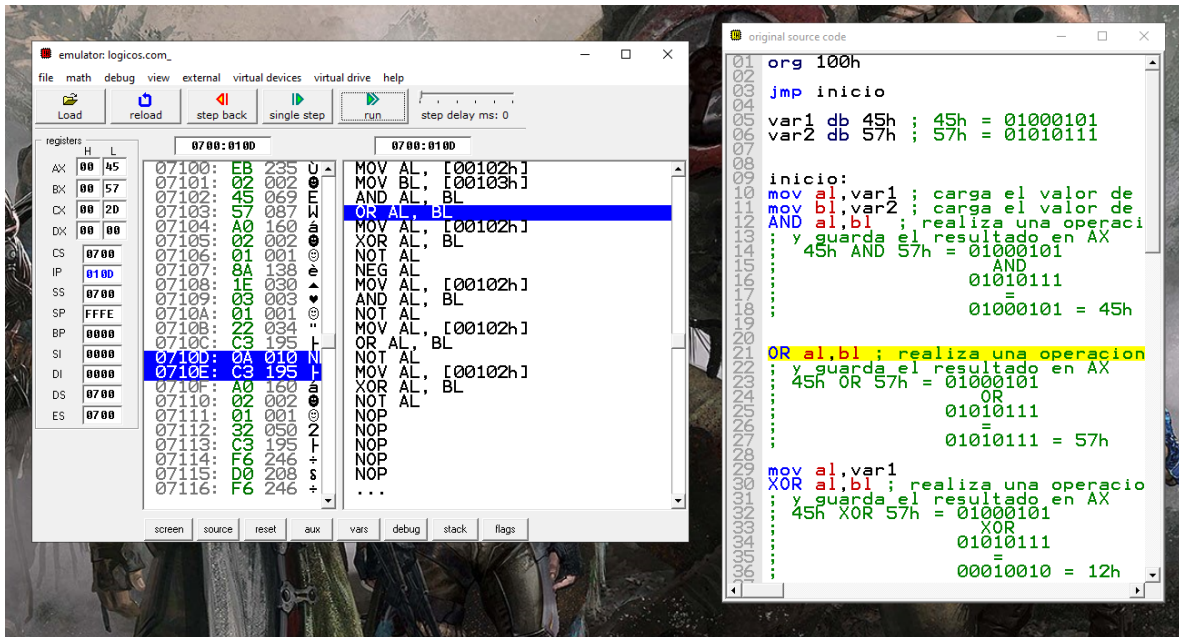 emulator: logicos.com_
file math debug view external virtual devices virtual drive help
Load reload step back single step run step delay ms: 0
registers
H L
AX 00 45
BX 00 57
CX 00 2D
DX 00 00
CS 0700
IP 010D
SS 0700
SP FFFE
BP 0000
SI 0000
DI 0000
DS 0700
ES 0700
0700:010D
07100: EB 235 ù
07101: 02 002 ☻
07102: 45 069 E
07103: 57 087 W
07104: A0 160 á
07105: 02 002 ☻
07106: 01 001 ☺
07107: 8A 138 è
07108: 1E 030 ▲
07109: 03 003 ♥
0710A: 01 001 ☺
0710B: 22 034 "
0710C: C3 195 ├
0710D: 0A 010 N
0710E: C3 195 ├
0710F: A0 160 á
07110: 02 002 ☻
07111: 01 001 ☺
07112: 32 050 2
07113: C3 195 ├
07114: F6 246 ÷
07115: D0 208 š
07116: F6 246 ÷
0700:010D
MOV AL, [00102h]
MOV BL, [00103h]
AND AL, BL
OR AL, BL
MOV AL, [00102h]
XOR AL, BL
NOT AL
NEG AL
MOV AL, [00102h]
AND AL, BL
NOT AL
MOV AL, [00102h]
OR AL, BL
NOT AL
MOV AL, [00102h]
XOR AL, BL
NOT AL
NOP
NOP
NOP
NOP
NOP
...
screen source reset aux vars debug stack flags
original source code
01 org 100h
02
03 jmp inicio
04
05 var1 db 45h ; 45h = 01000101
06 var2 db 57h ; 57h = 01010111
07
08
09 inicio:
10 mov al,var1 ; carga el valor de
11 mov bl,var2 ; carga el valor de
12 AND al,bl ; realiza una operaci
13 ; y guarda el resultado en AX
14 ; 45h AND 57h = 01000101
15 ; AND
16 ; 01010111
17 ; =
18 ; 01000101 = 45h
19
20
21 OR al,bl ; realiza una operacion
22 ; y guarda el resultado en AX
23 ; 45h OR 57h = 01000101
24 ; OR
25 ; 01010111
26 ; =
27 ; 01010111 = 57h
28
29 mov al,var1
30 XOR al,bl ; realiza una operacio
31 ; y guarda el resultado en AX
32 ; 45h XOR 57h = 01000101
33 ; XOR
34 ; 01010111
35 ; =
36 ; 00010010 = 12h